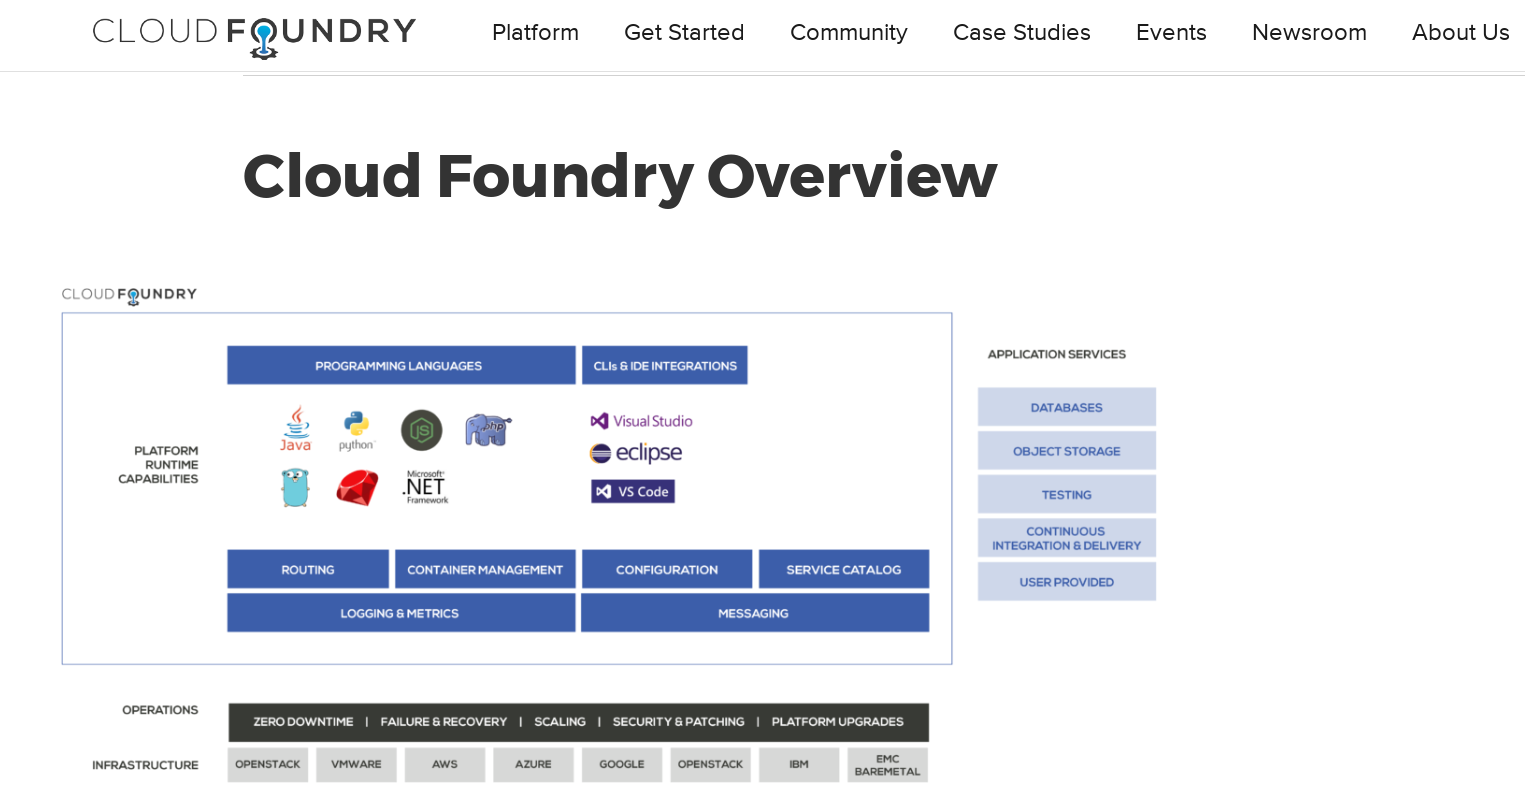 CLOUD FOUNDRY
Platform Get Started Community Case Studies Events Newsroom About Us
Cloud Foundry Overview
CLOUD FOUNDRY
PROGRAMMING LANGUAGES
CLIs & IDE INTEGRATIONS
PLATFORM
RUNTIME
CAPABILITIES
Java
python
JS
php
Microsoft
.NET
Framework
Visual Studio
eclipse
VS Code
ROUTING
CONTAINER MANAGEMENT
CONFIGURATION
SERVICE CATALOG
LOGGING & METRICS
MESSAGING
APPLICATION SERVICES
DATABASES
OBJECT STORAGE
TESTING
CONTINUOUS
INTEGRATION & DELIVERY
USER PROVIDED
OPERATIONS
ZERO DOWNTIME | FAILURE & RECOVERY | SCALING | SECURITY & PATCHING | PLATFORM UPGRADES
INFRASTRUCTURE
OPENSTACK
VMWARE
AWS
AZURE
GOOGLE
OPENSTACK
IBM
EMC
BAREMETAL